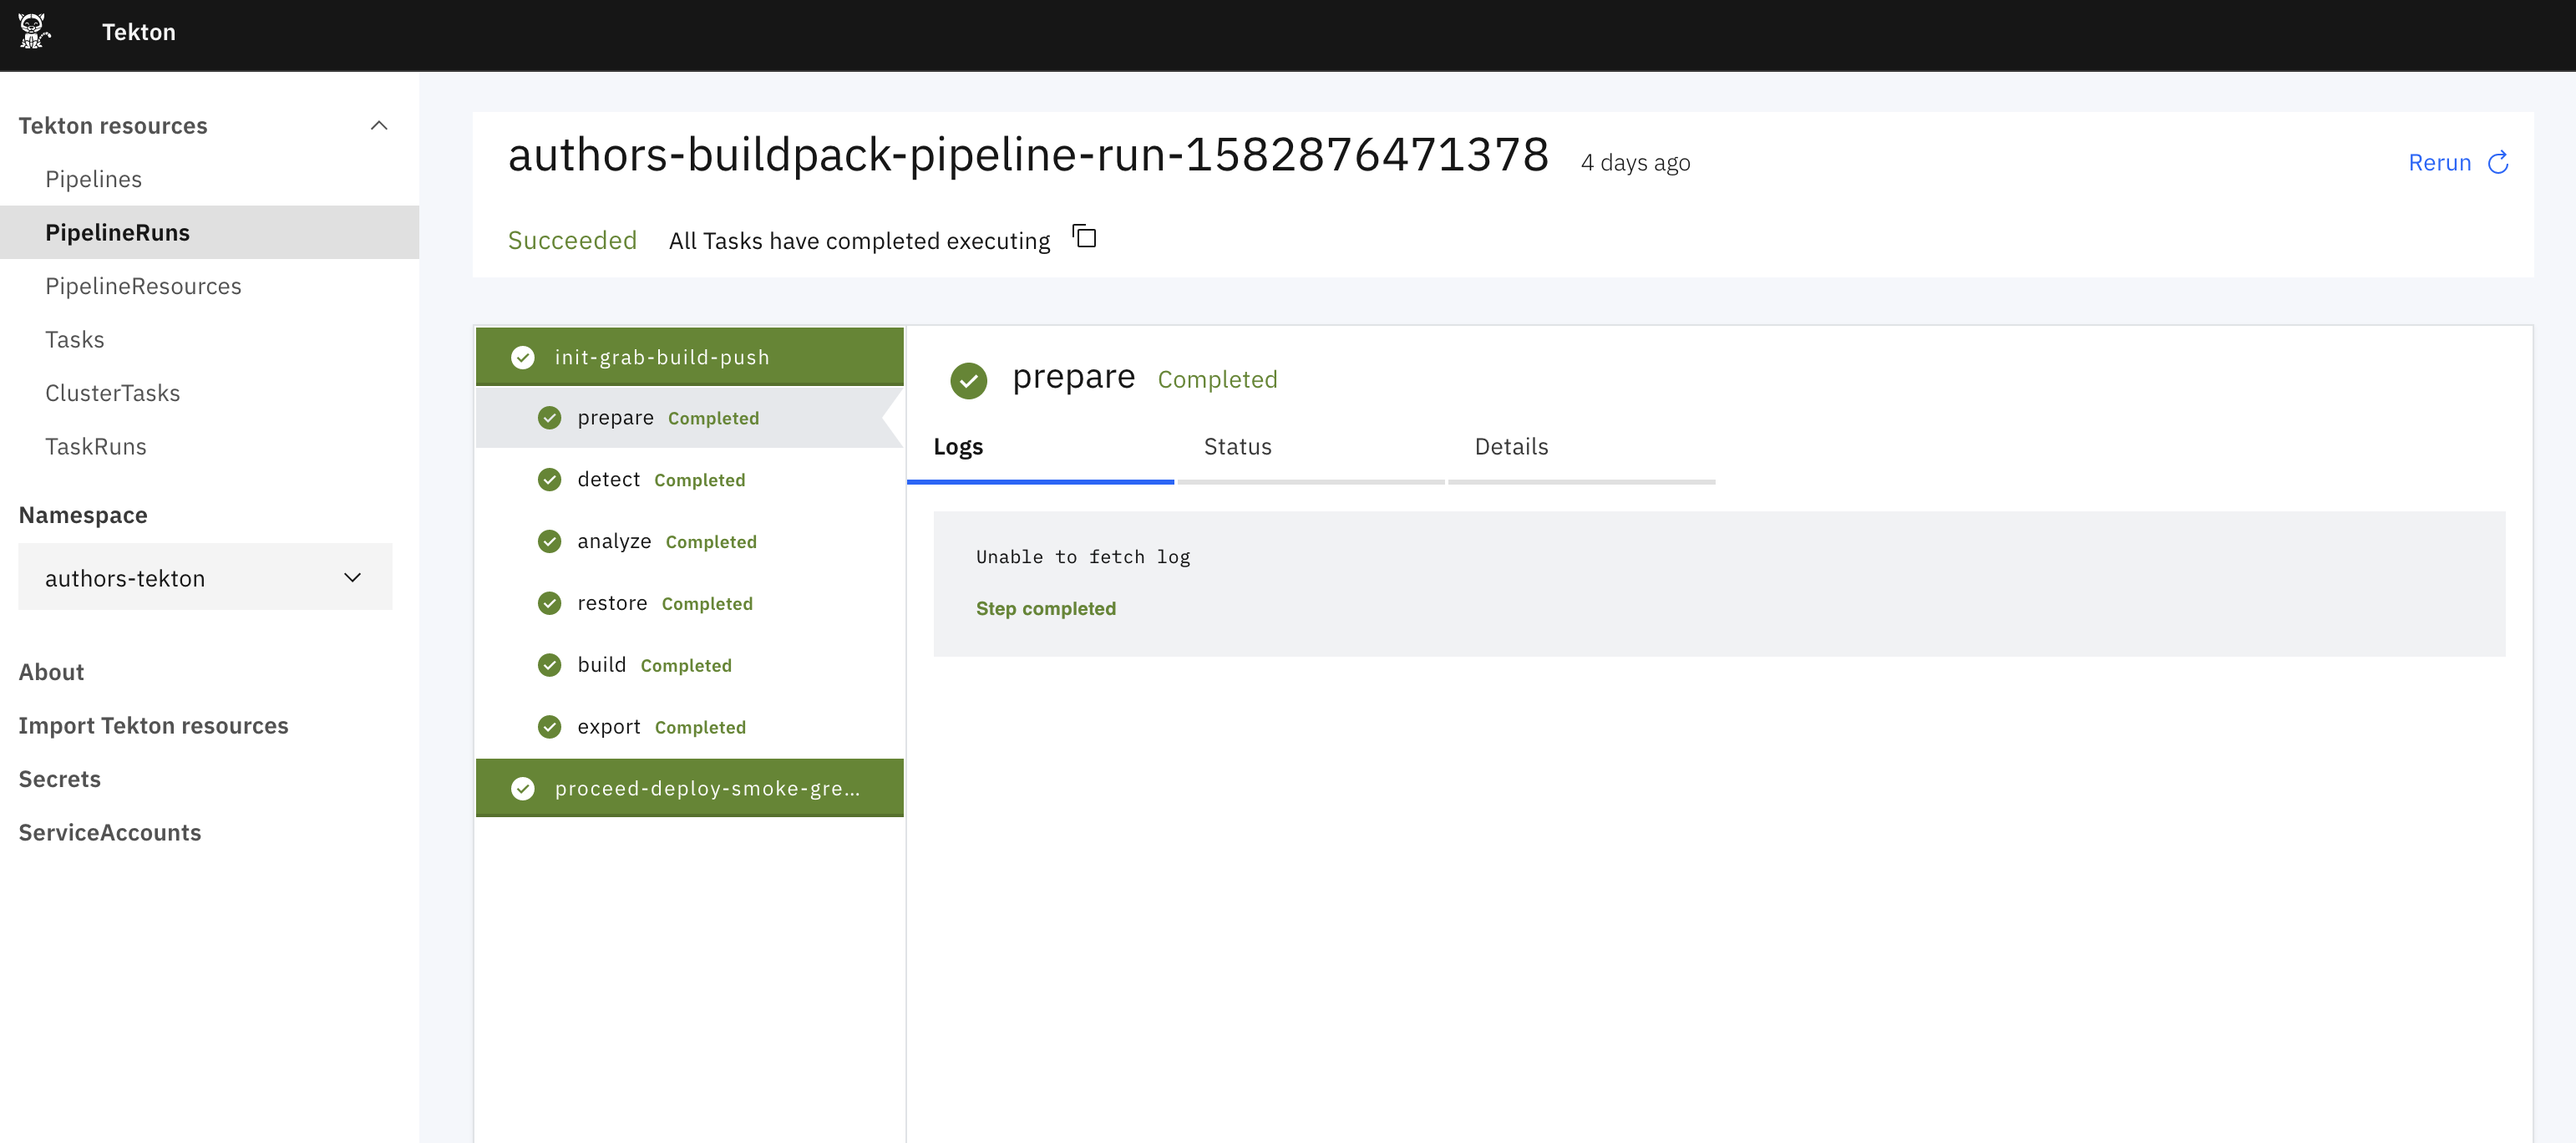 Tekton
Tekton resources
Pipelines
PipelineRuns
PipelineResources
Tasks
ClusterTasks
TaskRuns
Namespace
authors-tekton
About
Import Tekton resources
Secrets
ServiceAccounts
authors-buildpack-pipeline-run-1582876471378 4 days ago
Rerun
Succeeded All Tasks have completed executing
init-grab-build-push
prepare Completed
detect Completed
analyze Completed
restore Completed
build Completed
export Completed
proceed-deploy-smoke-gre...
prepare Completed
Logs Status Details
Unable to fetch log
Step completed